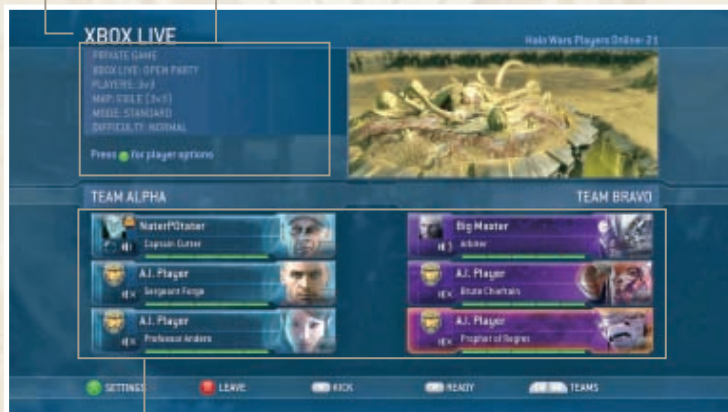 XBOX LIVE
Halo Wars Players Online: 21
PRIVATE GAME
XBOX LIVE: OPEN PARTY
PLAYERS: 3v3
MAP: EXILE (3v3)
MODE: STANDARD
DIFFICULTY: NORMAL
Press for player options
TEAM ALPHA
TEAM BRAVO
NaterP0tater
Captain Cutter
Big Master
Arbiter
A.I. Player
Sergeant Forge
A.I. Player
Brute Chieftain
A.I. Player
Professor Anders
A.I. Player
Prophet of Regret
SETTINGS
LEAVE
KICK
READY
TEAMS